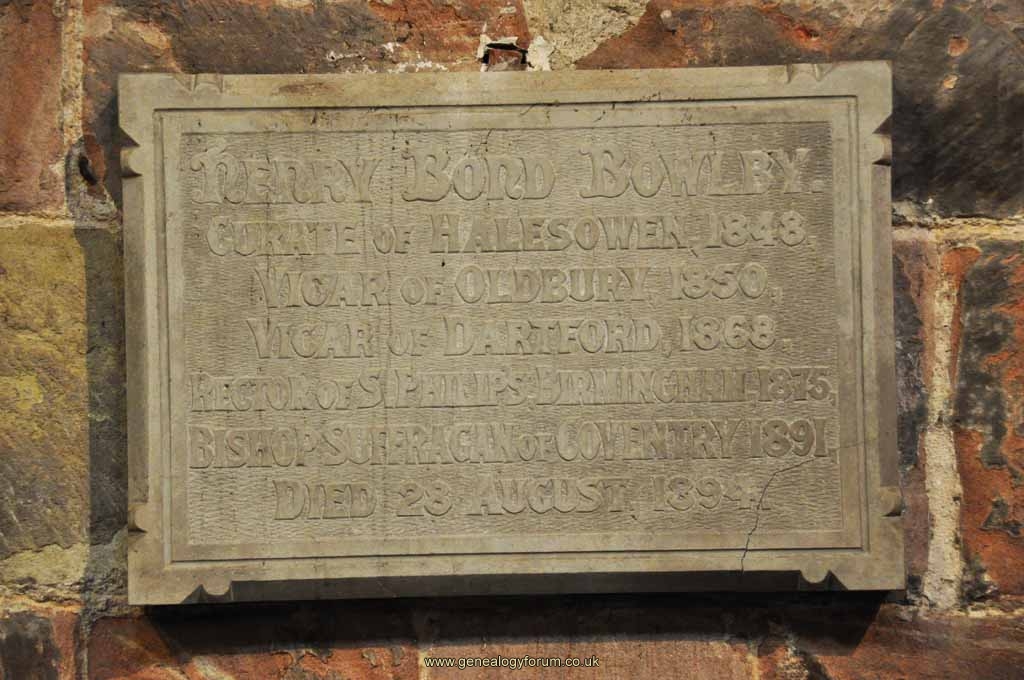 HENRY BOND BOWLBY.
CURATE OF HALESOWEN, 1848.
VICAR OF OLDBURY, 1850,
VICAR OF DARTFORD, 1868.
RECTOR OF S. PHILIP'S, BIRMINGHAM, 1875,
BISHOP-SUFFRAGAN OF COVENTRY 1891.
DIED 28 AUGUST, 1894.
www.genealogyforum.co.uk